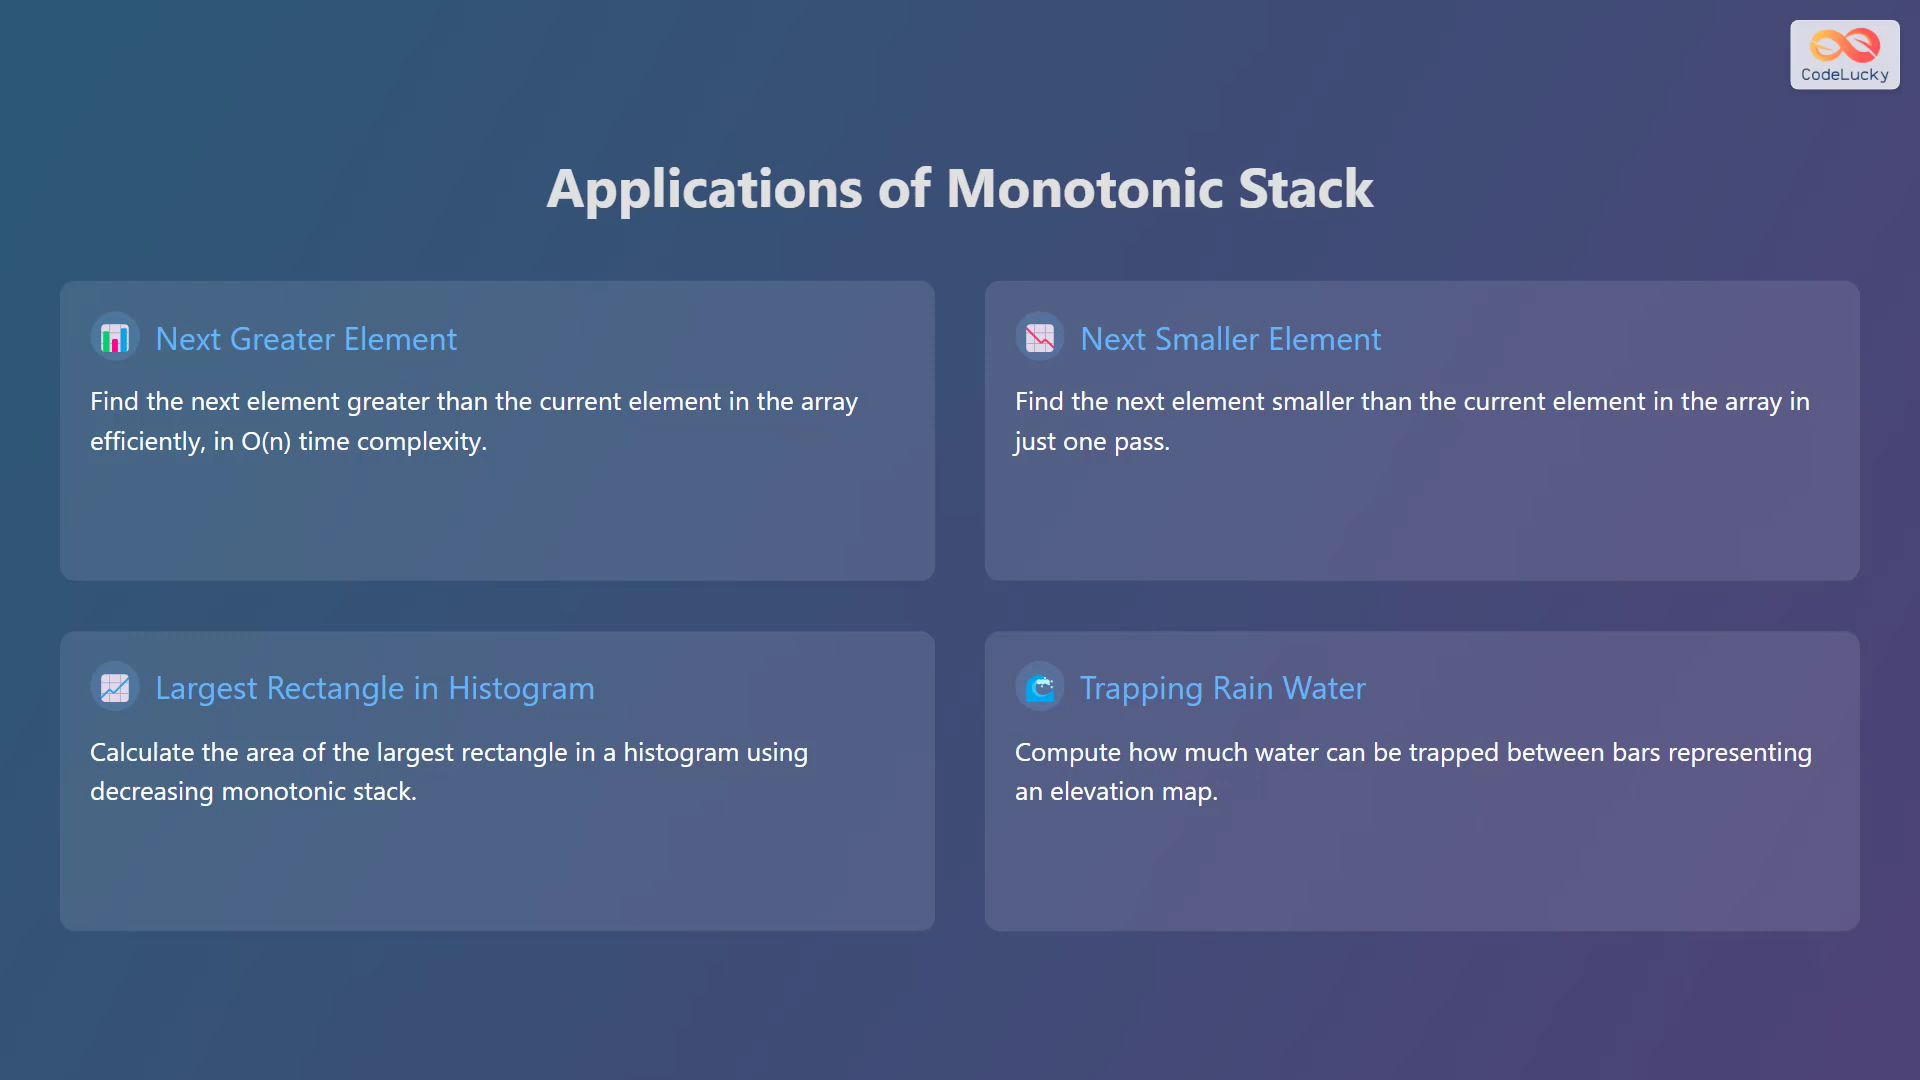 CodeLucky
Applications of Monotonic Stack
Next Greater Element
Find the next element greater than the current element in the array
efficiently, in O(n) time complexity.
Next Smaller Element
Find the next element smaller than the current element in the array in
just one pass.
Largest Rectangle in Histogram
Calculate the area of the largest rectangle in a histogram using
decreasing monotonic stack.
Trapping Rain Water
Compute how much water can be trapped between bars representing
an elevation map.